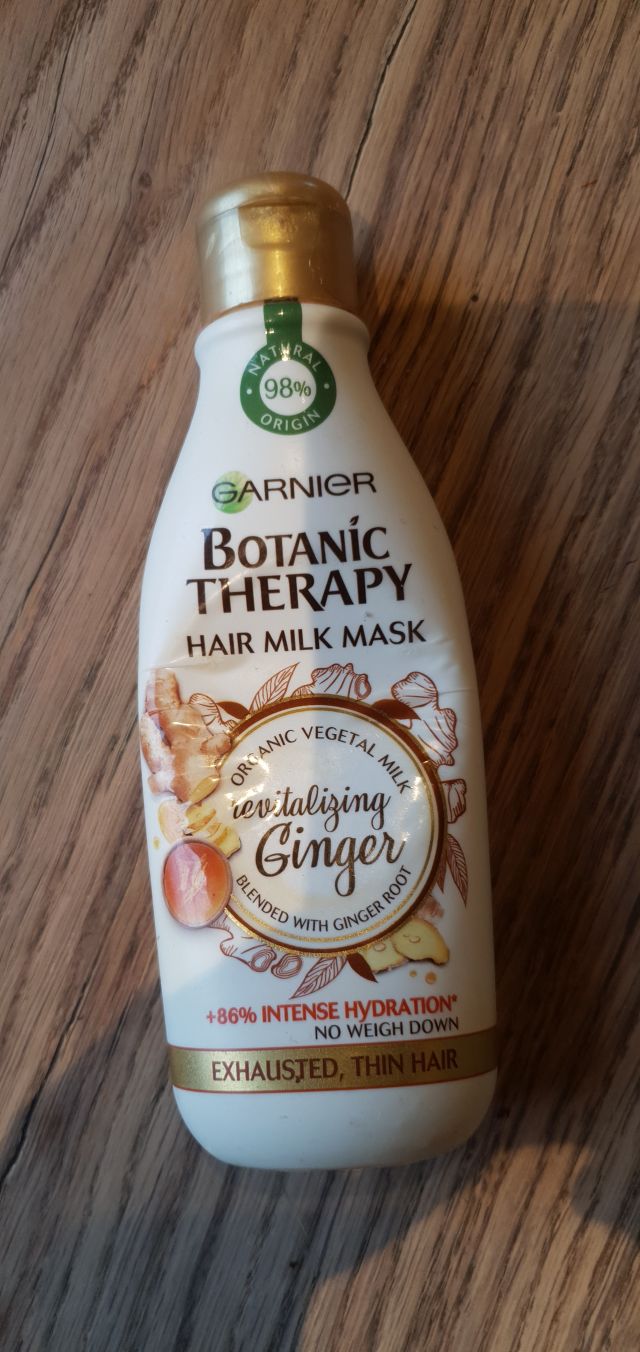 NATURAL
98%
ORIGIN
GARNIER
BOTANIC
THERAPY
HAIR MILK MASK
ORGANIC VEGETAL MILK
revitalizing
Ginger
BLENDED WITH GINGER ROOT
+86% INTENSE HYDRATION*
NO WEIGH DOWN
EXHAUSTED, THIN HAIR